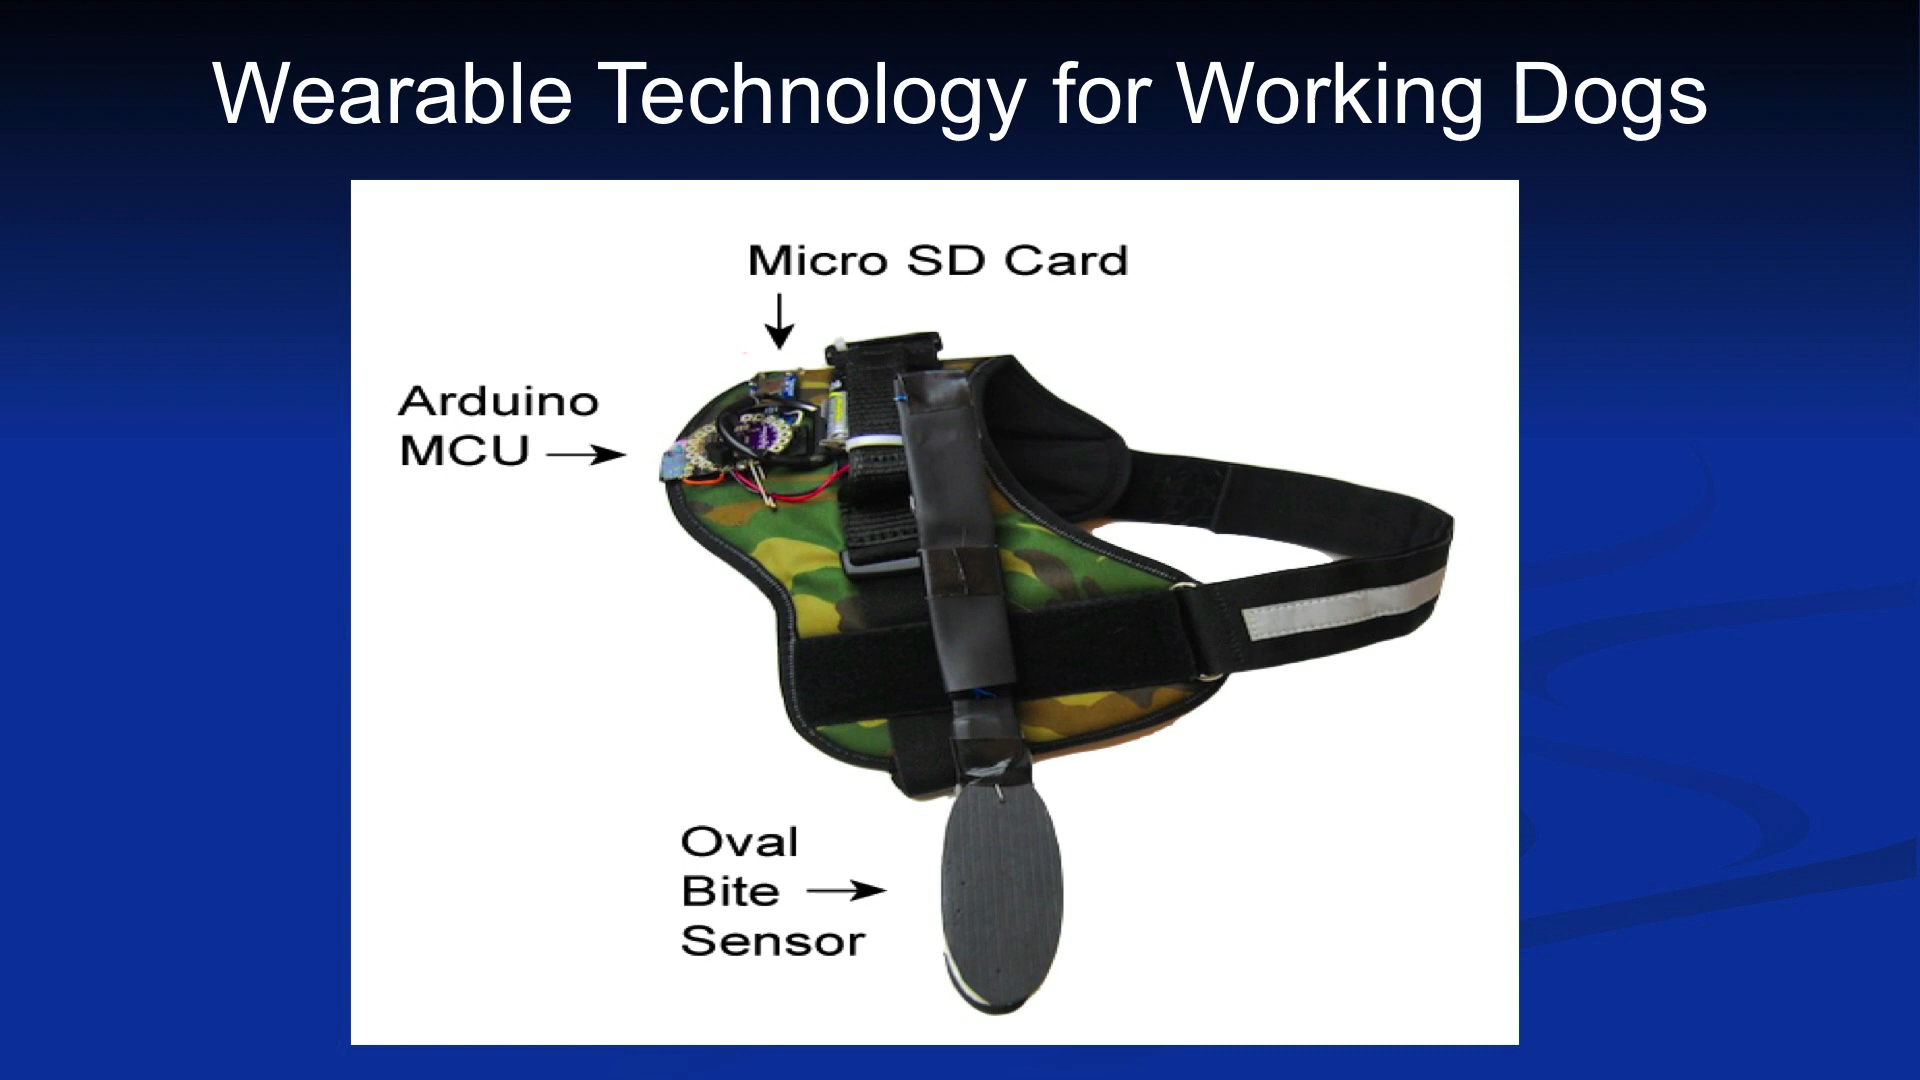 Wearable Technology for Working Dogs
Micro SD Card
Arduino
MCU
Oval
Bite
Sensor